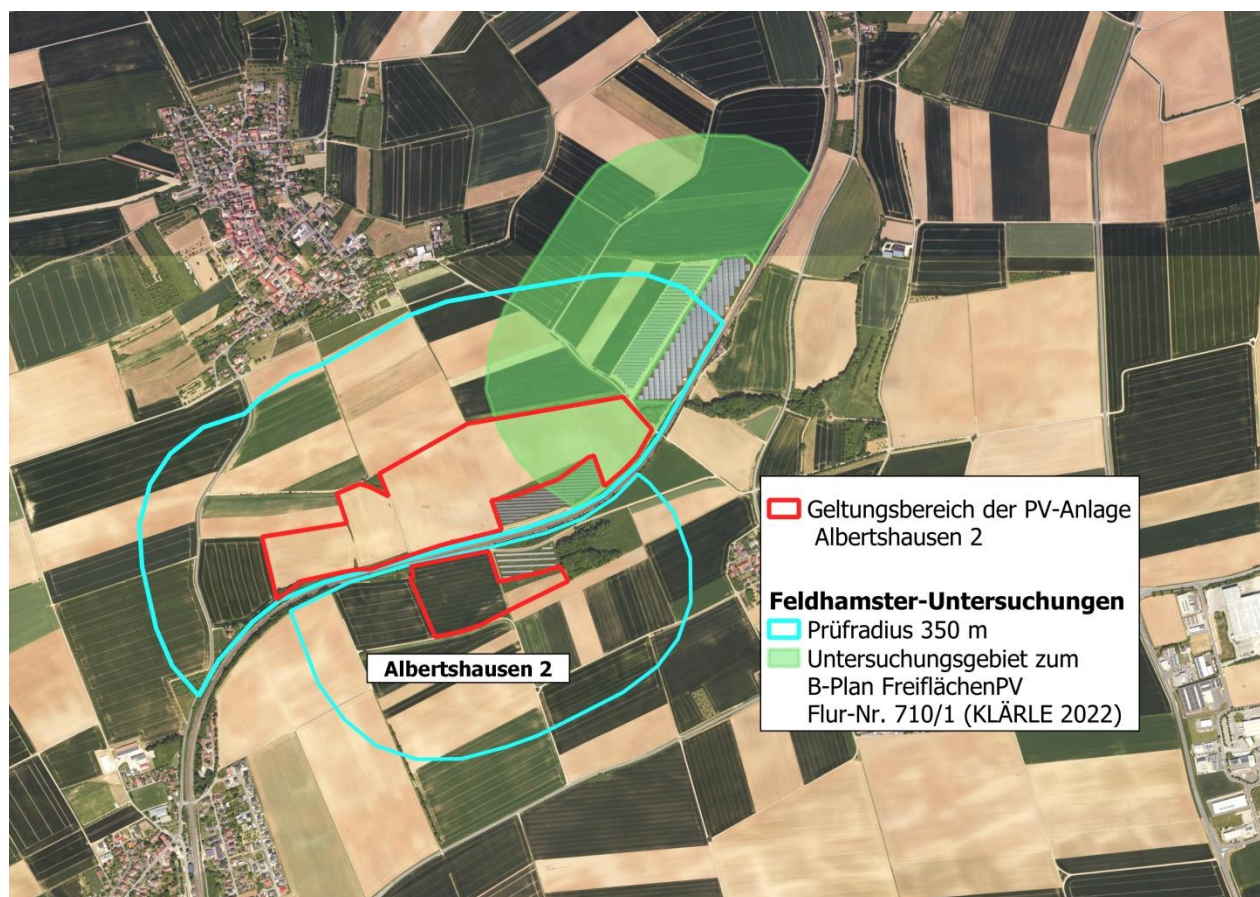 Geltungsbereich der PV-Anlage
Albertshausen 2
Feldhamster-Untersuchungen
Prüfradius 350 m
Untersuchungsgebiet zum
B-Plan FreiflächenPV
Flur-Nr. 710/1 (KLÄRLE 2022)
Albertshausen 2